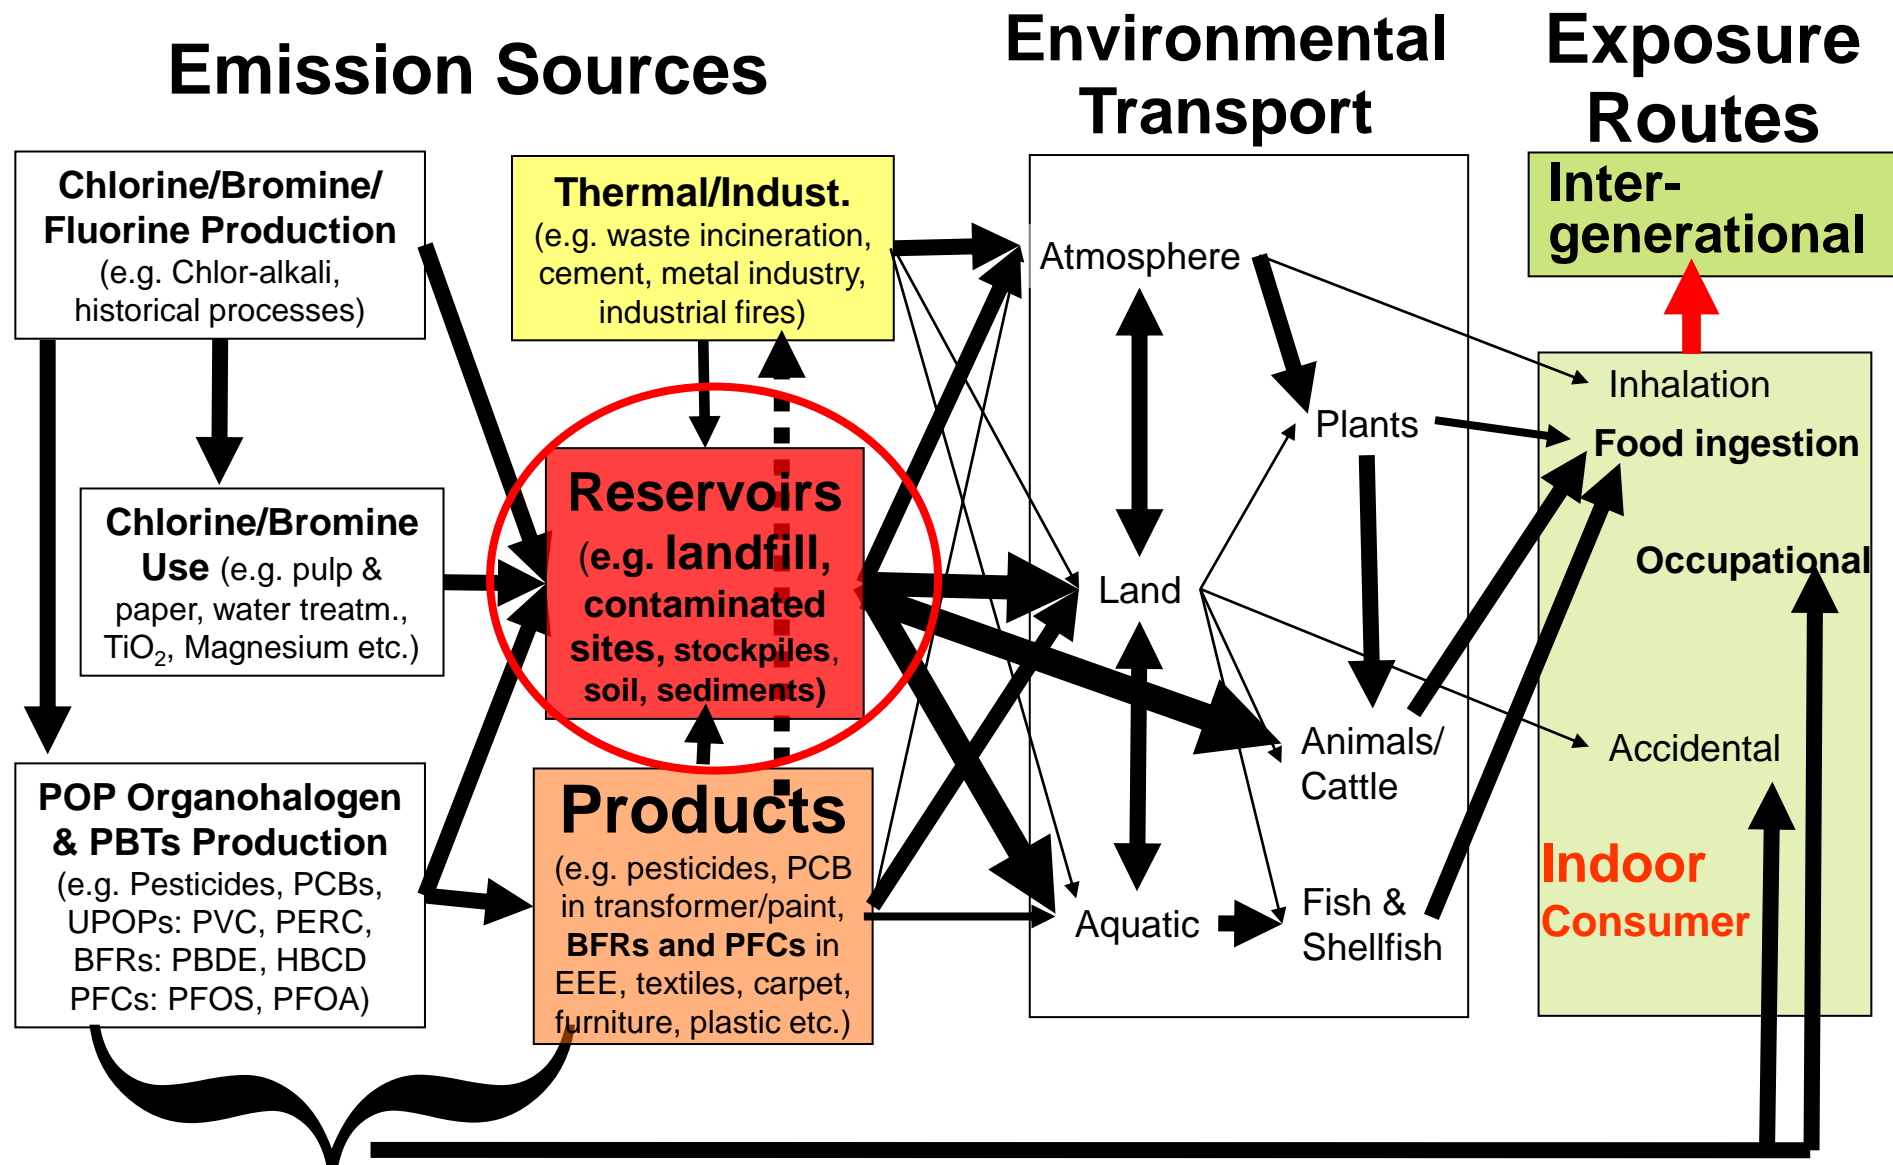 Emission Sources
Environmental
Transport
Exposure
Routes
Chlorine/Bromine/
Fluorine Production
(e.g. Chlor-alkali,
historical processes)
Thermal/Indust.
(e.g. waste incineration,
cement, metal industry,
industrial fires)
Chlorine/Bromine
Use (e.g. pulp &
paper, water treatm.,
TiO₂, Magnesium etc.)
Reservoirs
(e.g. landfill,
contaminated
sites, stockpiles,
soil, sediments)
POP Organohalogen
& PBTs Production
(e.g. Pesticides, PCBs,
UPOPs: PVC, PERC,
BFRs: PBDE, HBCD
PFCs: PFOS, PFOA)
Products
(e.g. pesticides, PCB
in transformer/paint,
BFRs and PFCs in
EEE, textiles, carpet,
furniture, plastic etc.)
Atmosphere
Plants
Land
Animals/
Cattle
Aquatic
Fish &
Shellfish
Inter-
generational
Inhalation
Food ingestion
Occupational
Accidental
Indoor
Consumer